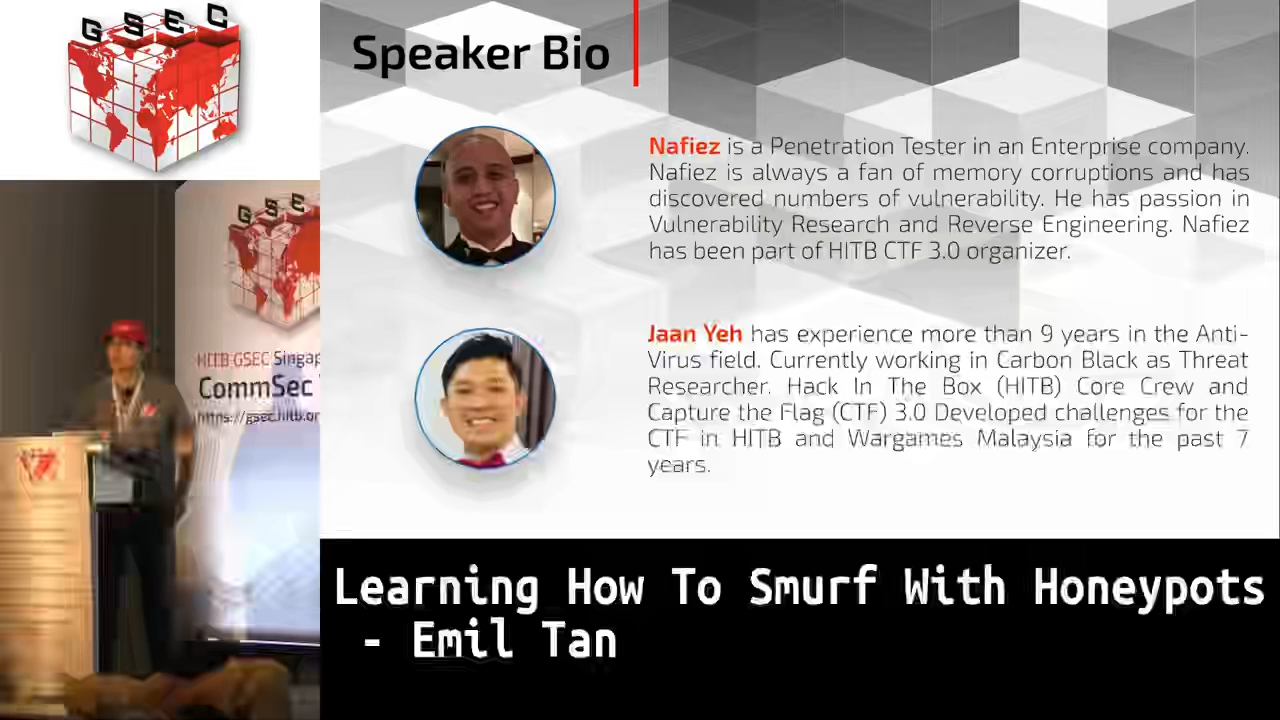 GSEC
Speaker Bio
Nafiez is a Penetration Tester in an Enterprise company.
Nafiez is always a fan of memory corruptions and has
discovered numbers of vulnerability. He has passion in
Vulnerability Research and Reverse Engineering. Nafiez
has been part of HITB CTF 3.0 organizer.
Jaan Yeh has experience more than 9 years in the Anti-
Virus field. Currently working in Carbon Black as Threat
Researcher. Hack In The Box (HITB) Core Crew and
Capture the Flag (CTF) 3.0 Developed challenges for the
CTF in HITB and Wargames Malaysia for the past 7
years.
GSE
HITB GSEC Singap
CommSec
https://gsec.hitb.or
Learning How To Smurf With Honeypots
- Emil Tan